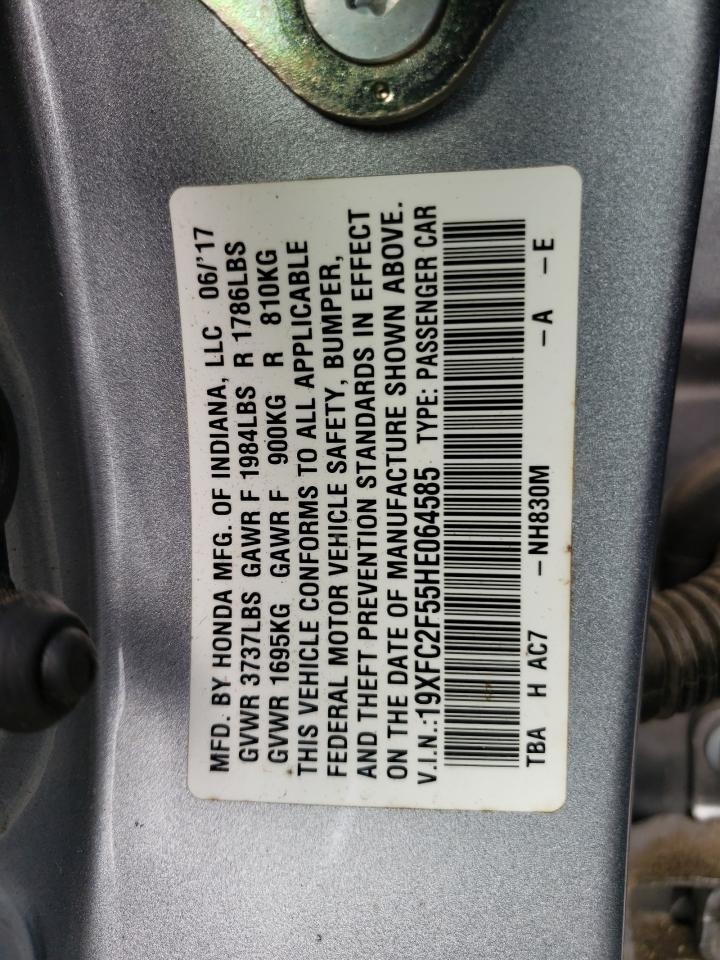 MFD. BY HONDA MFG. OF INDIANA, LLC 06/'17
GVWR 3737LBS GAWR F 1984LBS R 1786LBS
GVWR 1695KG GAWR F 900KG R 810KG
THIS VEHICLE CONFORMS TO ALL APPLICABLE
FEDERAL MOTOR VEHICLE SAFETY, BUMPER,
AND THEFT PREVENTION STANDARDS IN EFFECT
ON THE DATE OF MANUFACTURE SHOWN ABOVE.
V.I.N.:19XFC2F55HE064585 TYPE: PASSENGER CAR
TBA H AC7 -NH830M -A -E